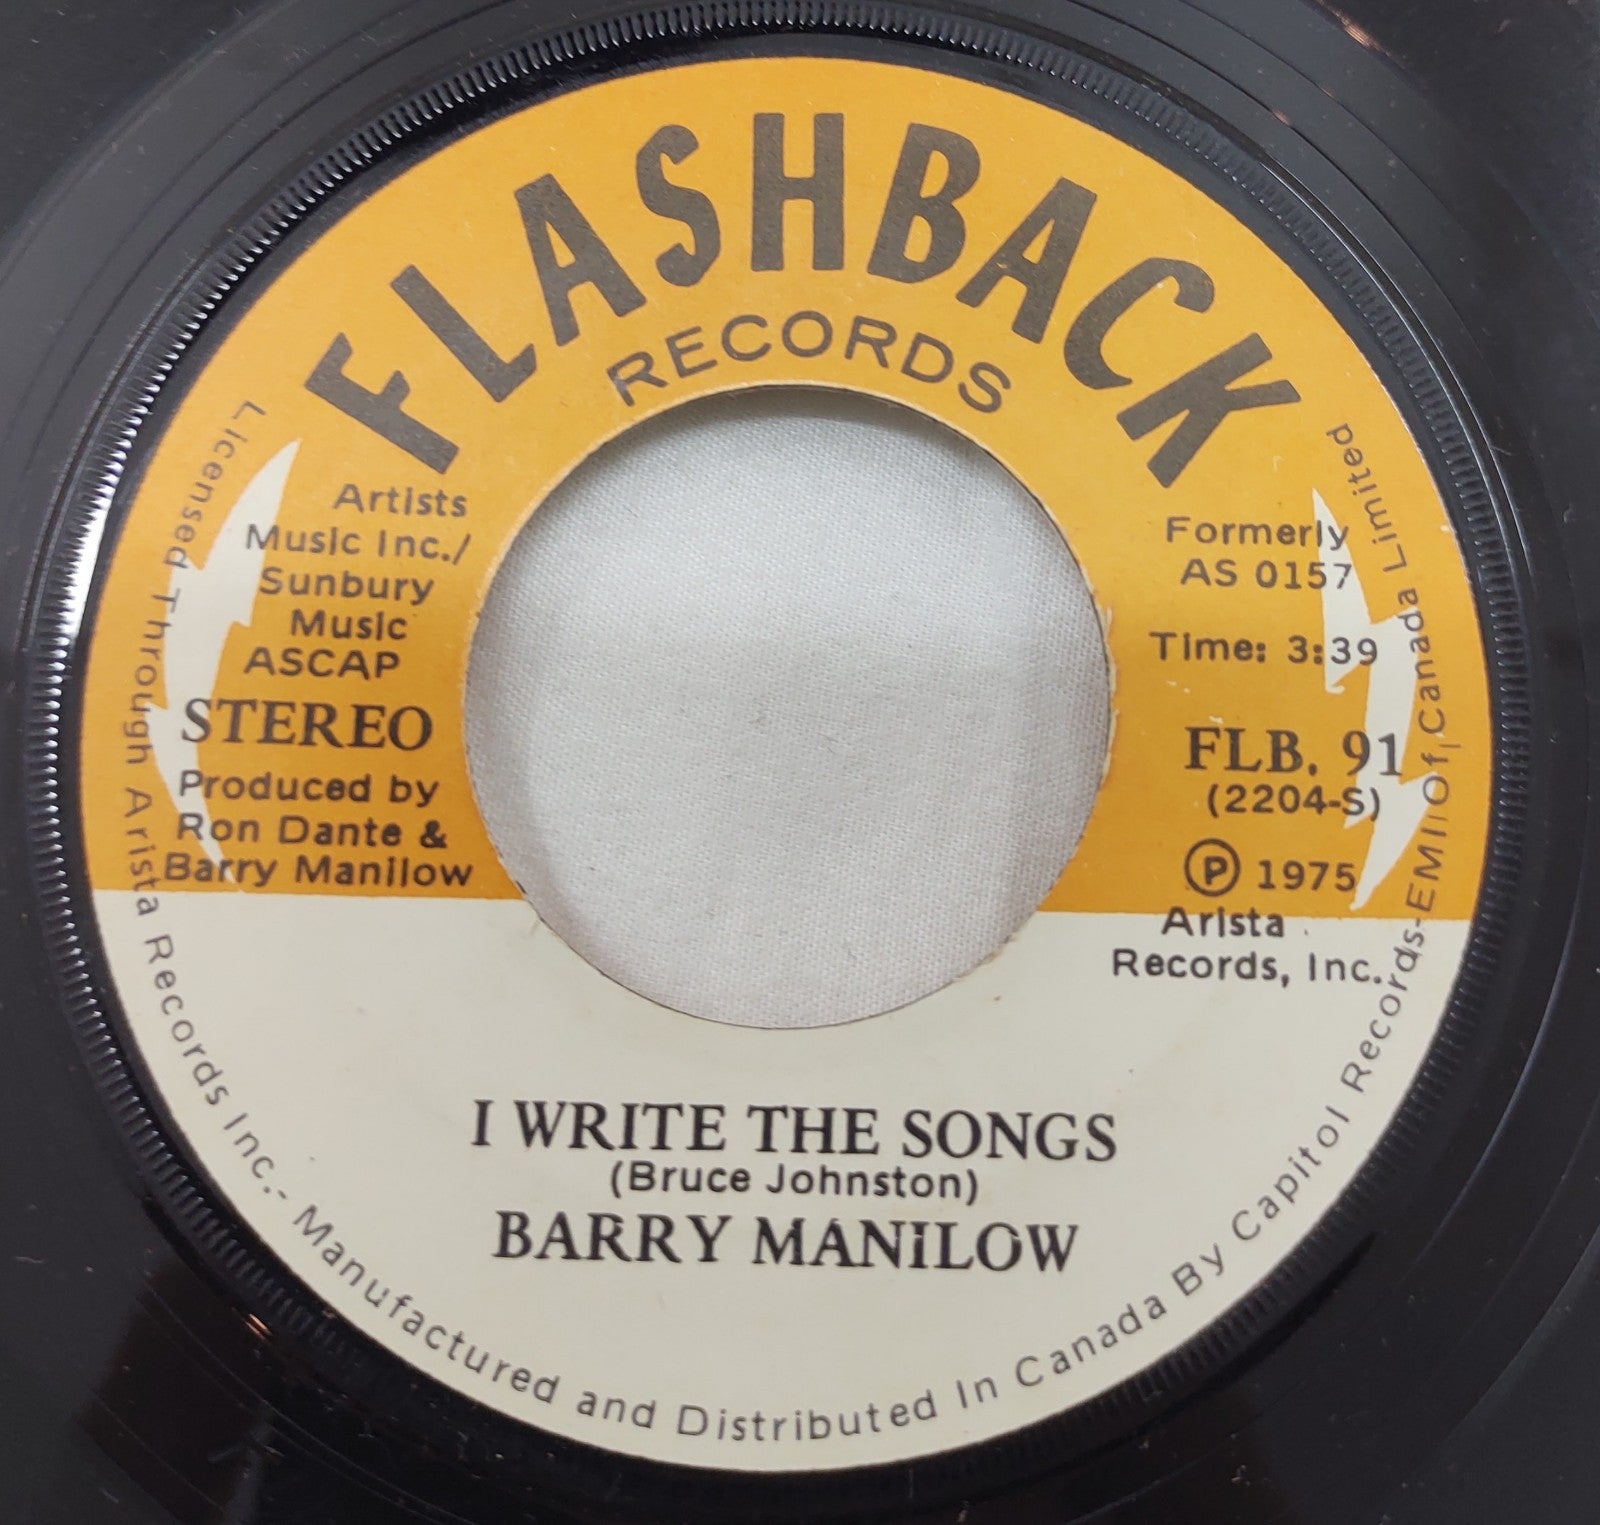 FLASHBACK
RECORDS
Artists
Music Inc./
Sunbury
Music
ASCAP
STEREO
Produced by
Ron Dante &
Barry Manilow
Formerly
AS 0157
Time: 3:39
FLB. 91
(2204-S)
℗ 1975
Arista
Records, Inc.
I WRITE THE SONGS
(Bruce Johnston)
BARRY MANiLOW
Licensed Through Arista Records Inc.- Manufactured and Distributed In Canada By Capitol Records-EMI Of Canada Limited